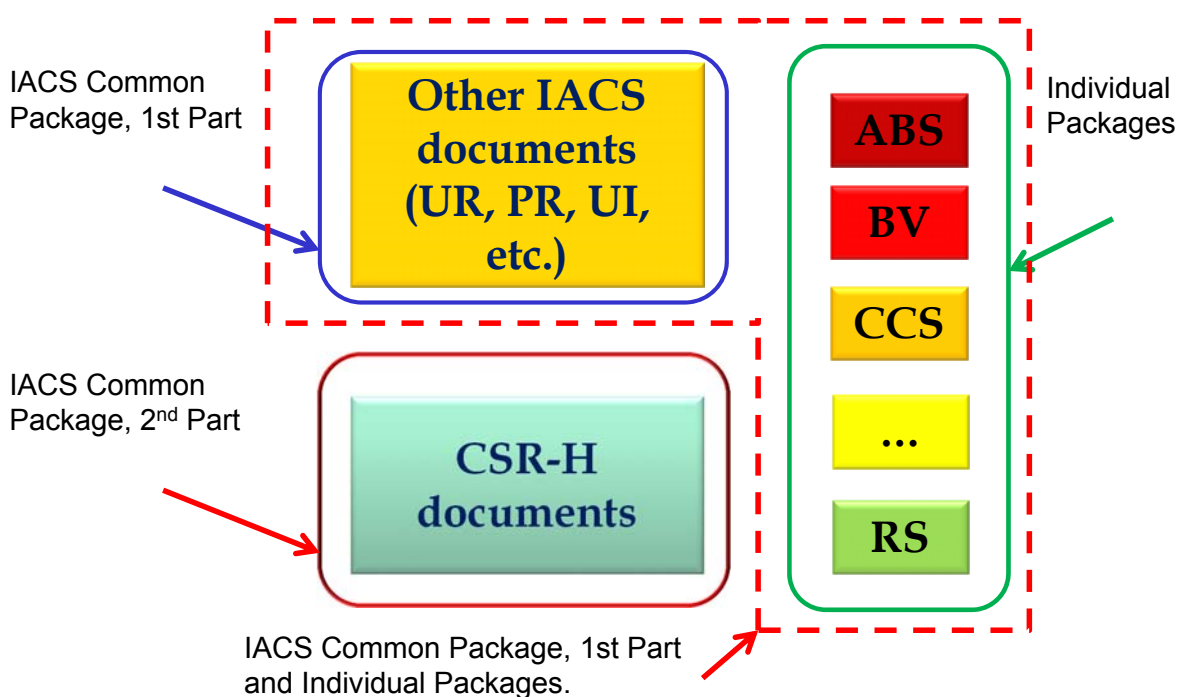 IACS Common
Package, 1st Part
Other IACS
documents
(UR, PR, UI,
etc.)
Individual
Packages
ABS
BV
CCS
...
RS
IACS Common
Package, 2nd Part
CSR-H
documents
IACS Common Package, 1st Part
and Individual Packages.